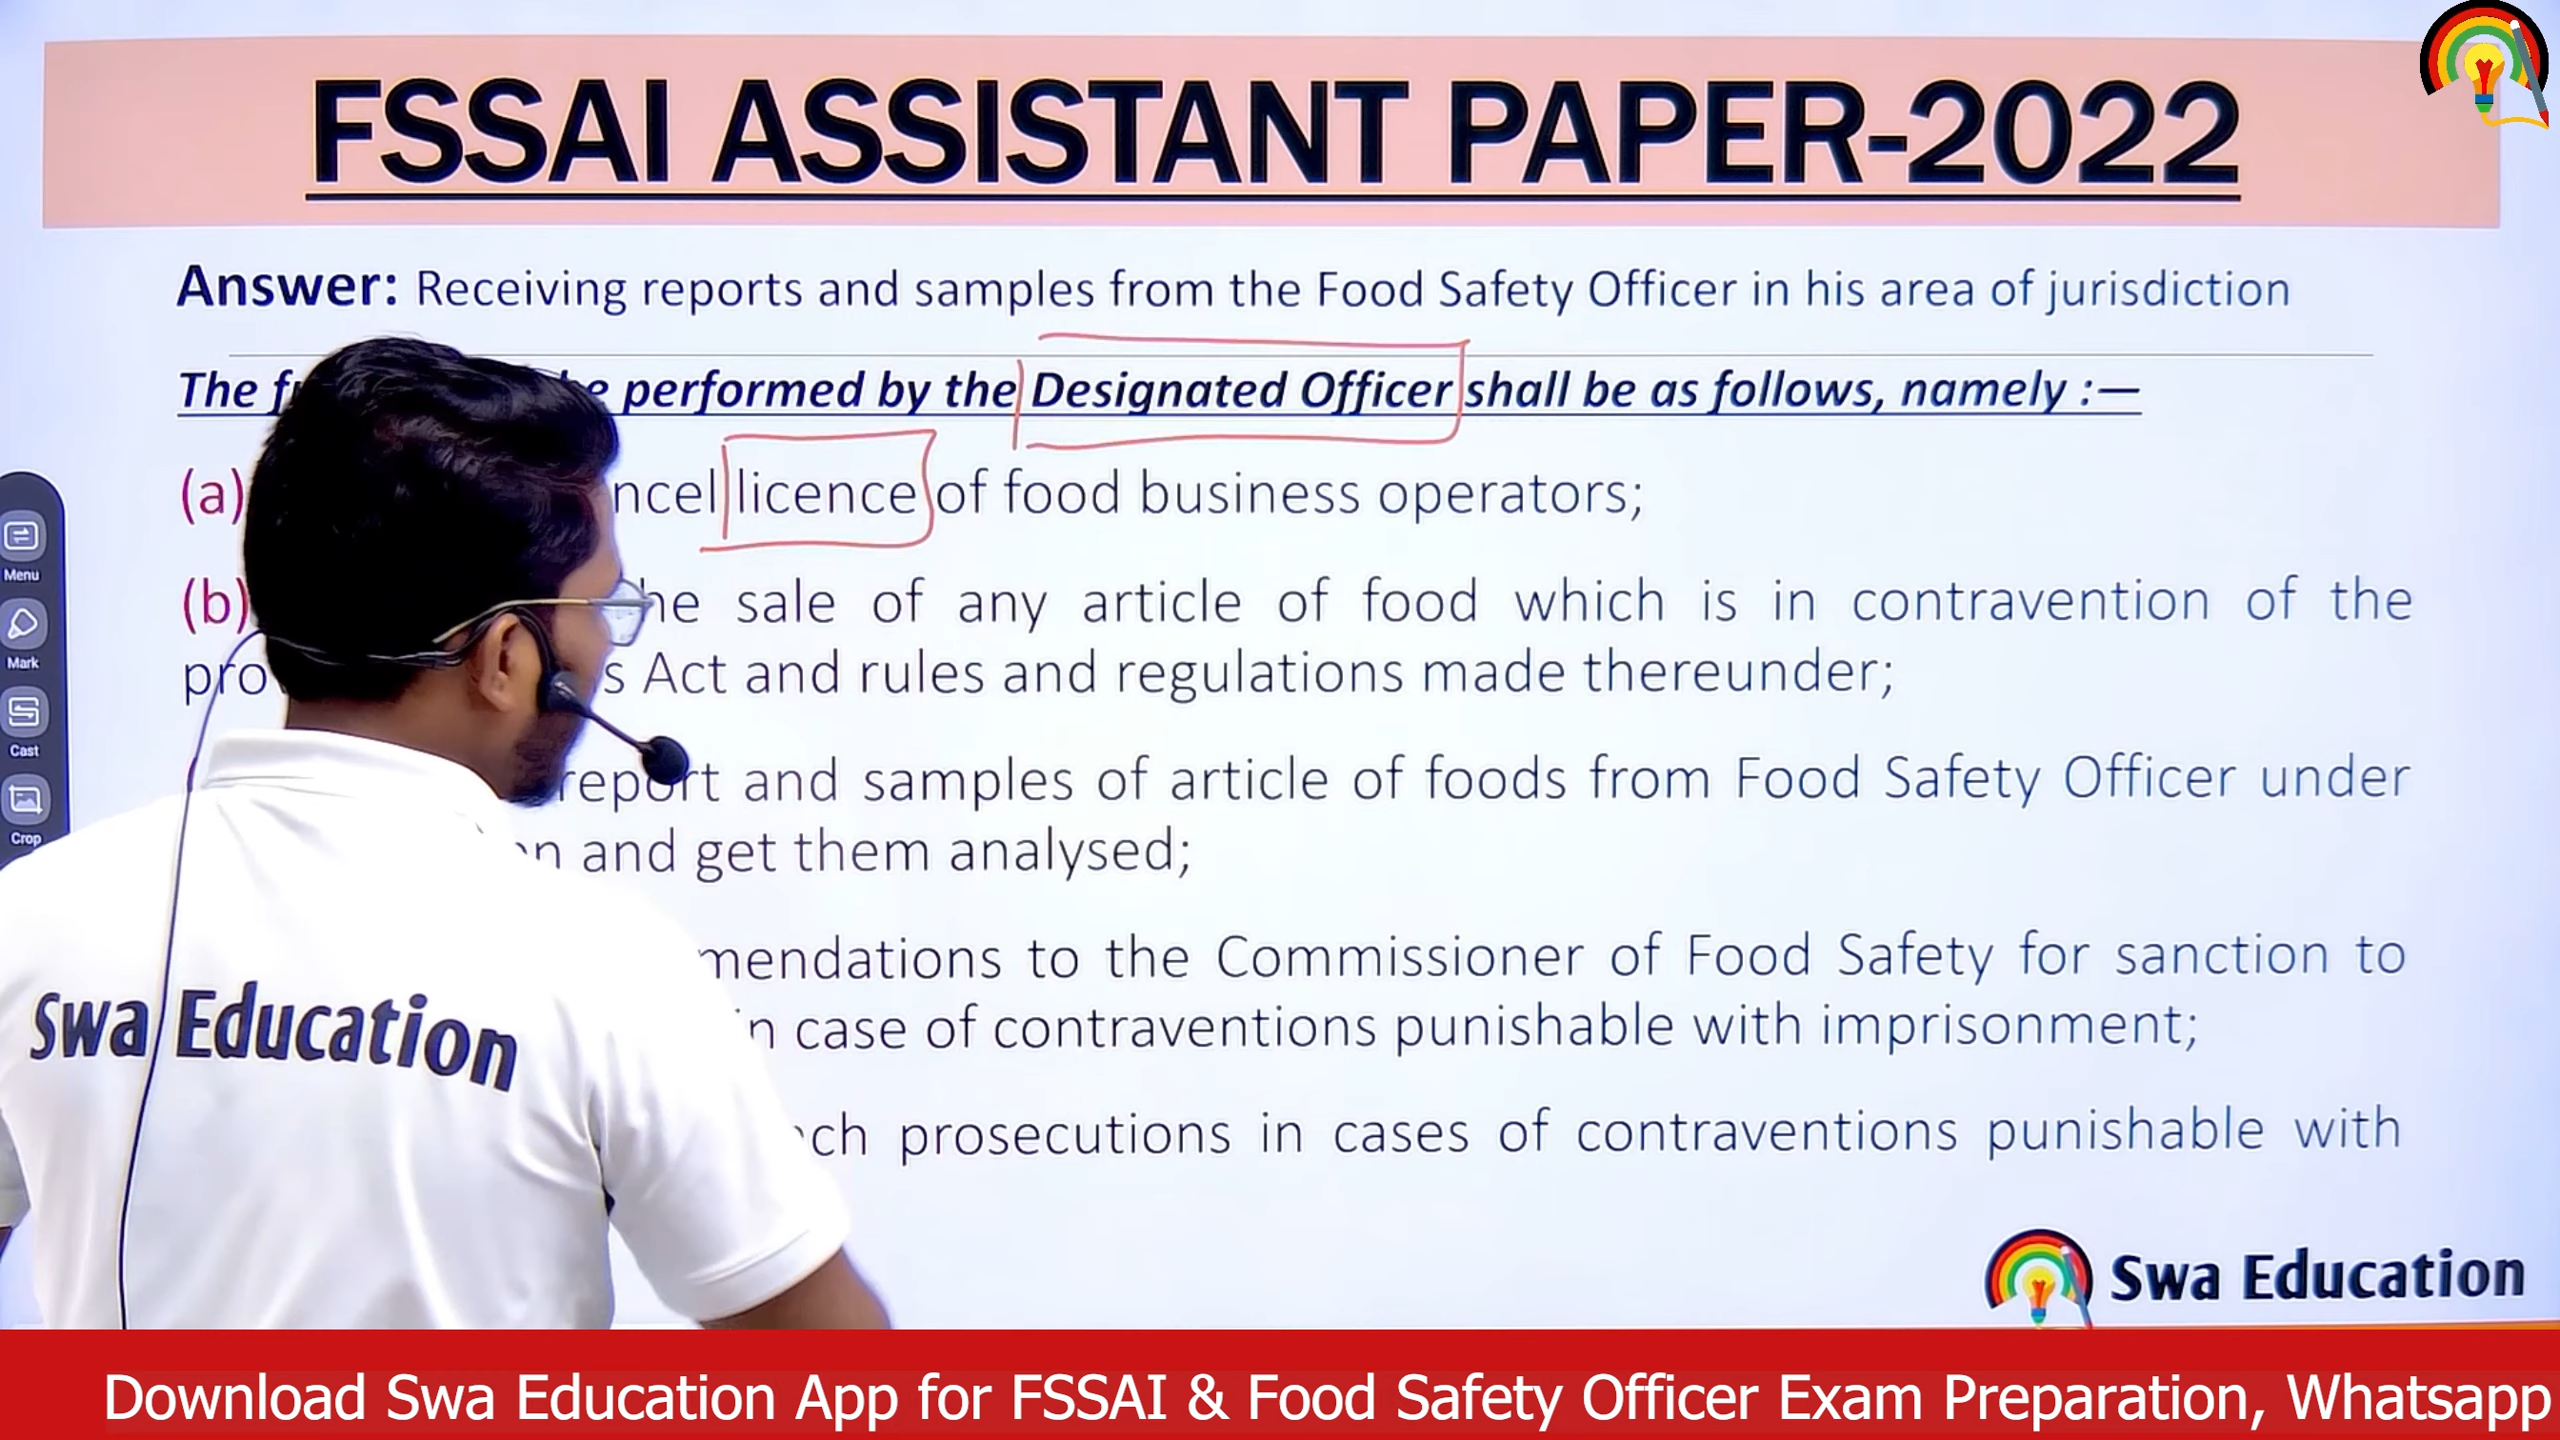 FSSAI ASSISTANT PAPER-2022
Answer: Receiving reports and samples from the Food Safety Officer in his area of jurisdiction
The performed by the Designated Officer shall be as follows, namely :—
(a) licence of food business operators;
(b) sale of any article of food which is in contravention of the
Act and rules and regulations made thereunder;
report and samples of article of foods from Food Safety Officer under
and get them analysed;
to the Commissioner of Food Safety for sanction to
in case of contraventions punishable with imprisonment;
prosecutions in cases of contraventions punishable with
Menu
Mark
Cast
Crop
Swa Education
Swa Education
Download Swa Education App for FSSAI & Food Safety Officer Exam Preparation, Whatsapp